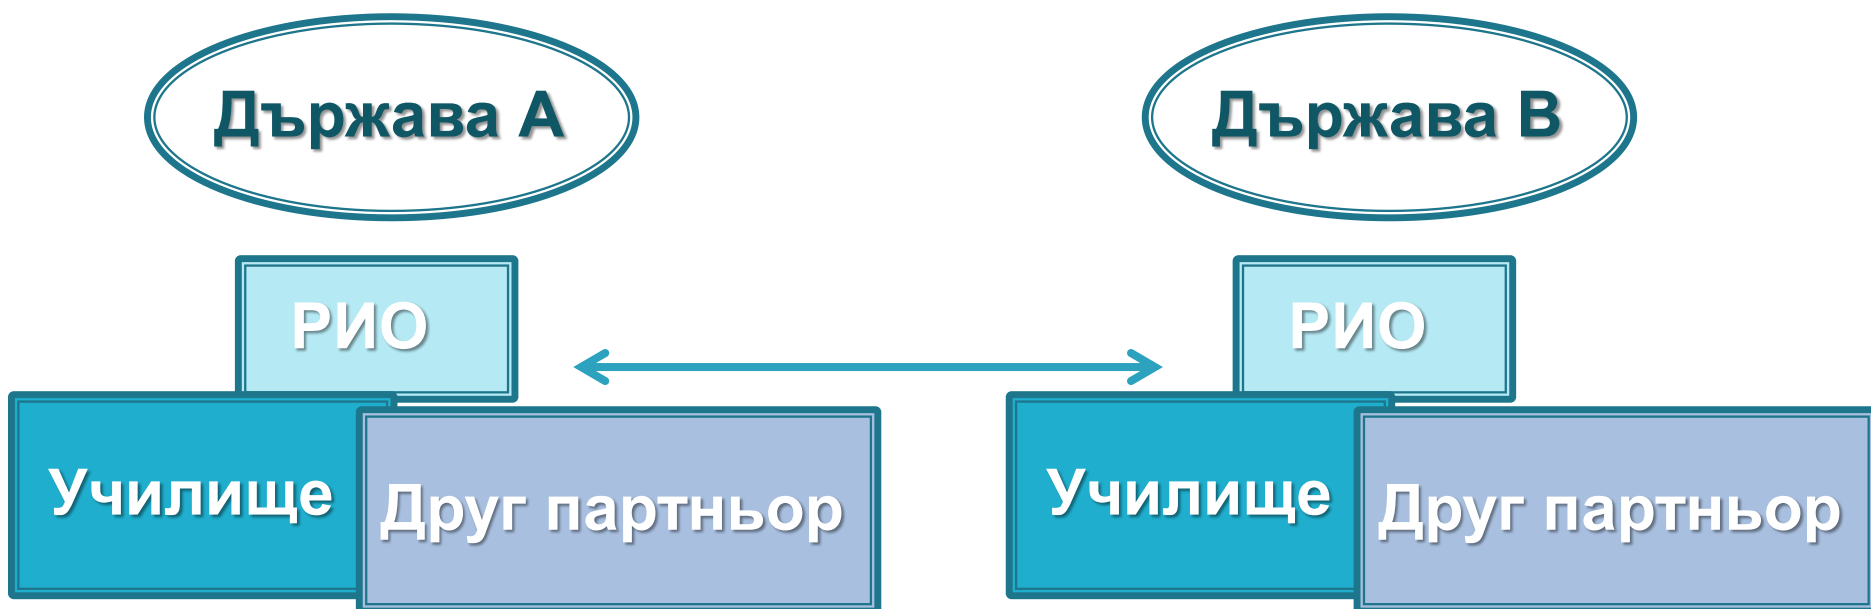 Държава А
Държава В
РИО
РИО
Училище
Друг партньор
Училище
Друг партньор